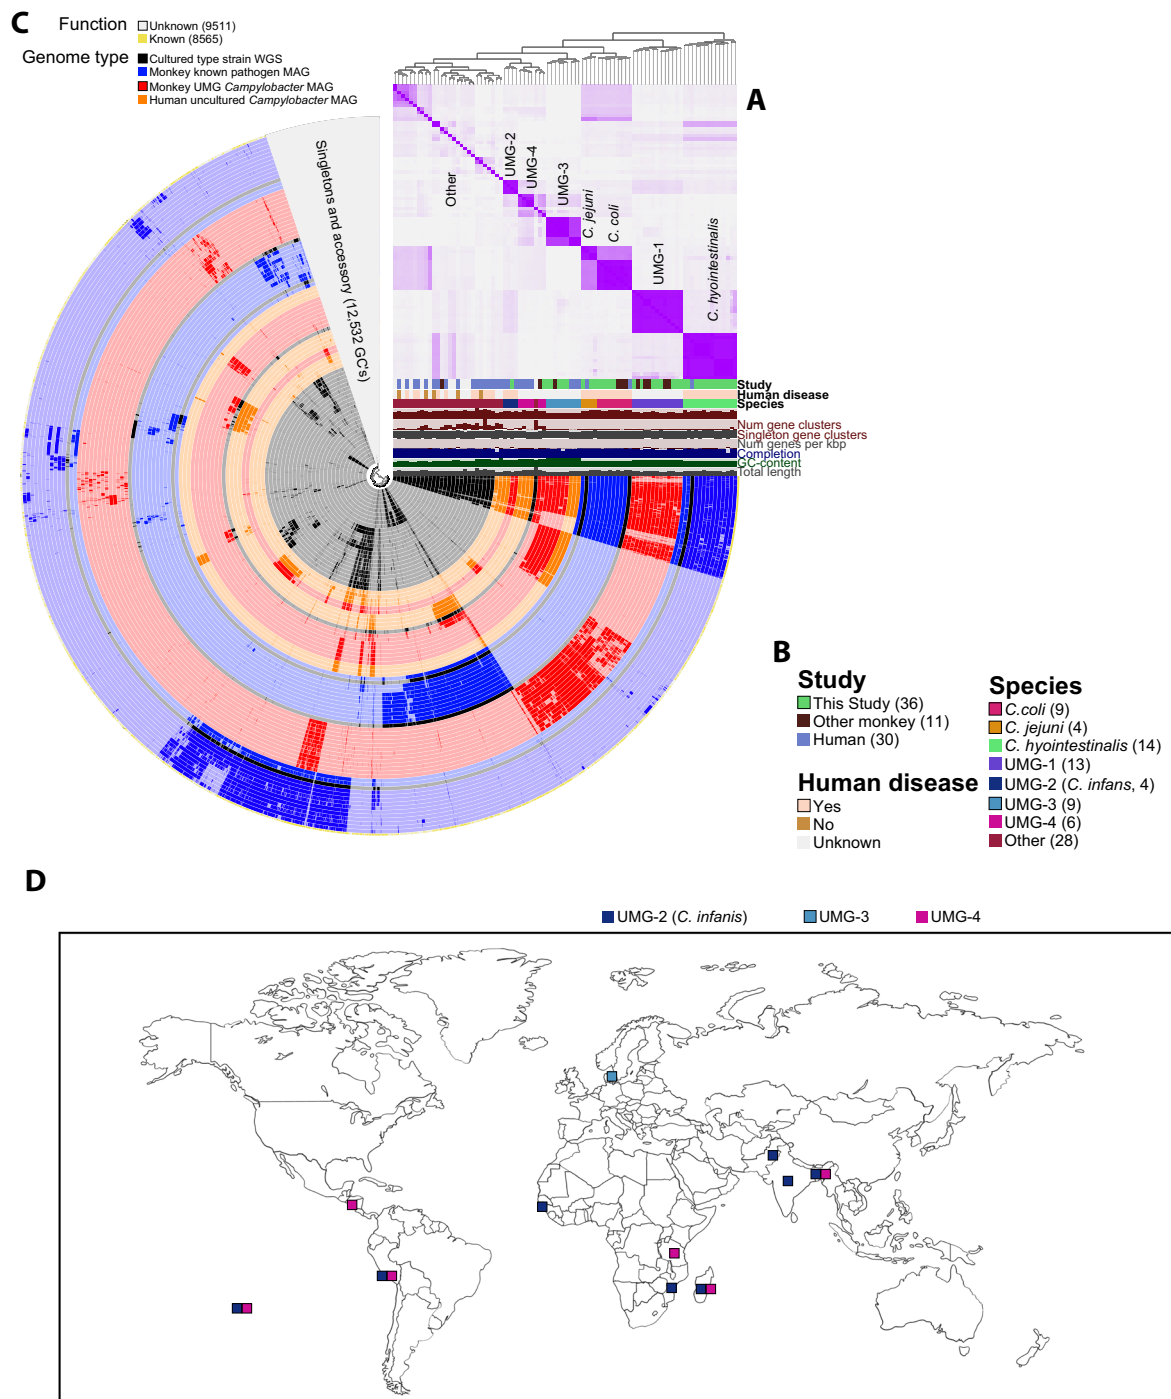 C
Function
Unknown (9511)
Known (8565)
Genome type
Cultured type strain WGS
Monkey known pathogen MAG
Monkey UMG Campylobacter MAG
Human uncultured Campylobacter MAG
Singletons and accessory (12,532 GC's)
A
Other
UMG-2
UMG-4
UMG-3
C. jejuni
C. coli
UMG-1
C. hyointestinalis
Study
Human disease
Species
Num gene clusters
Singleton gene clusters
Num genes per kbp
Completion
GC-content
Total length
B
Study
This Study (36)
Other monkey (11)
Human (30)
Human disease
Yes
No
Unknown
Species
C.coli (9)
C. jejuni (4)
C. hyointestinalis (14)
UMG-1 (13)
UMG-2 (C. infans, 4)
UMG-3 (9)
UMG-4 (6)
Other (28)
D
UMG-2 (C. infanis)
UMG-3
UMG-4